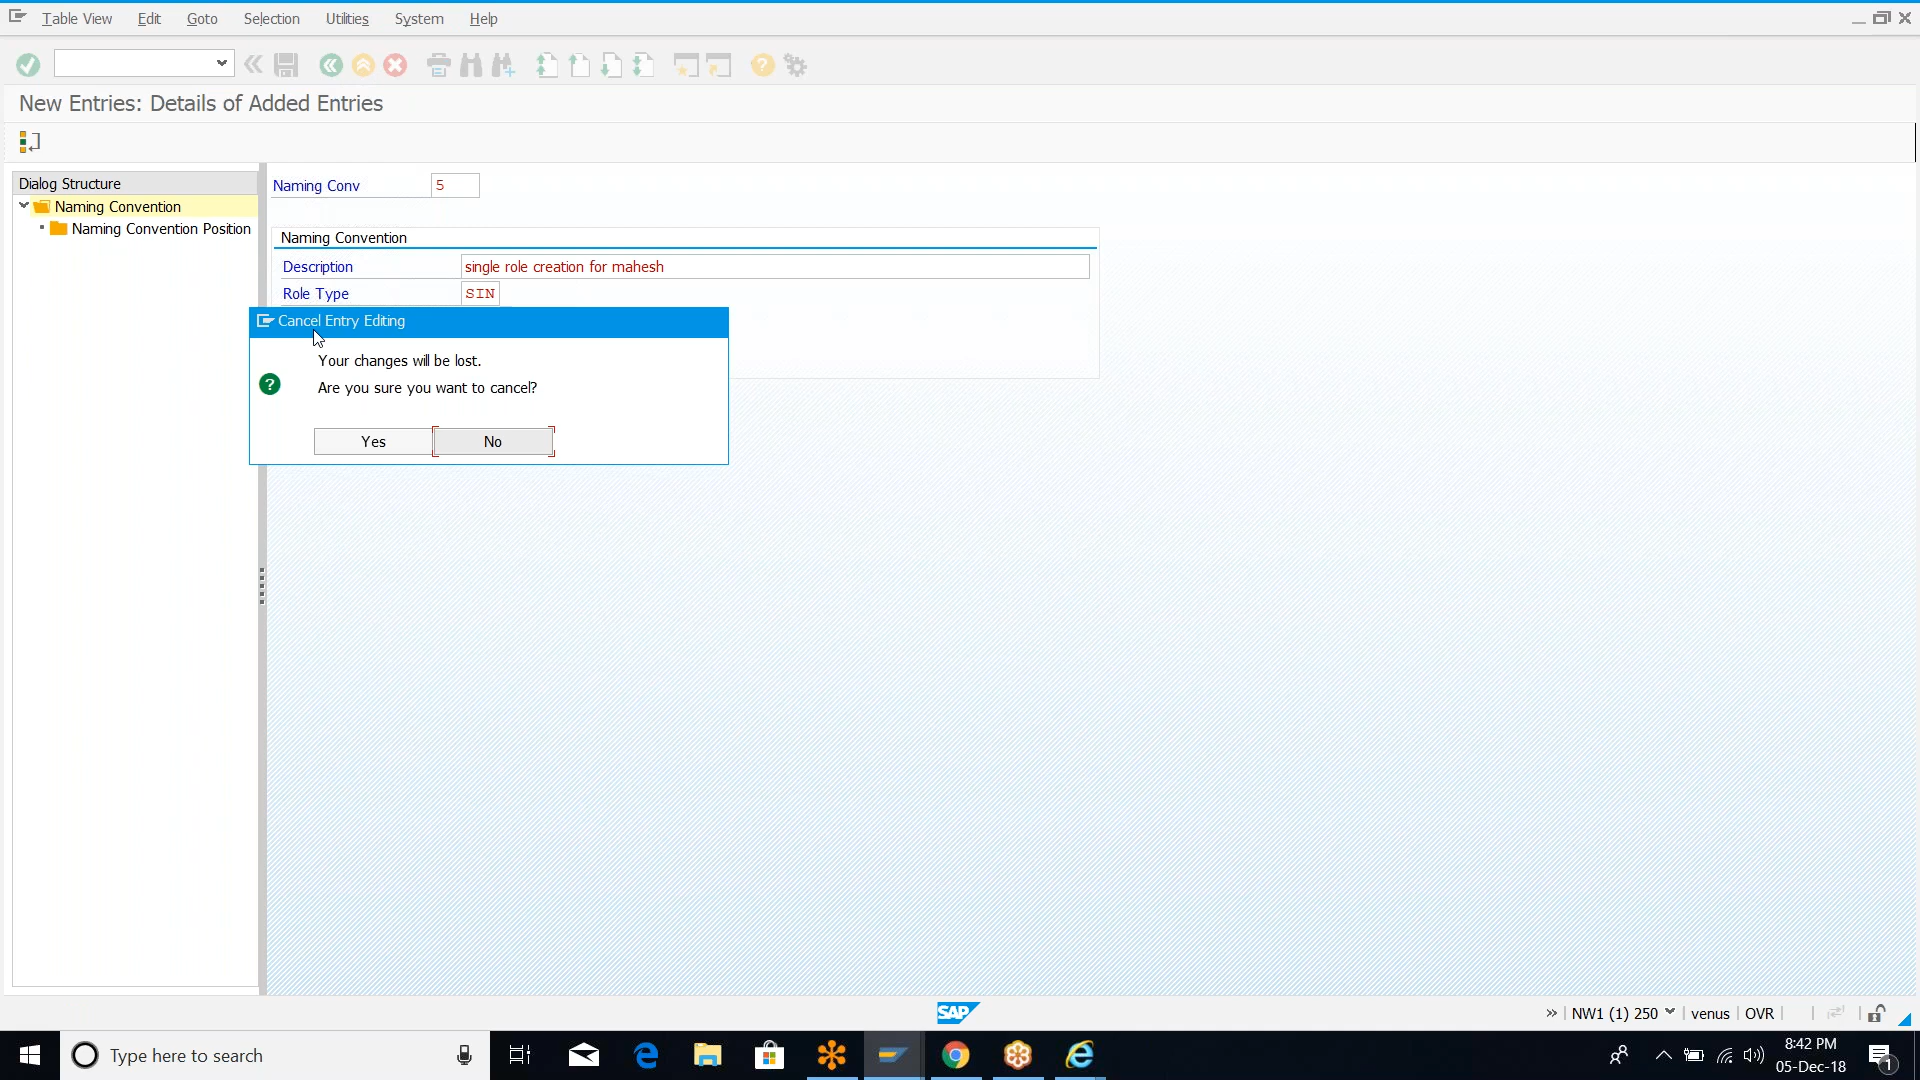 Table View Edit Goto Selection Utilities System Help
New Entries: Details of Added Entries
Dialog Structure
Naming Convention
Naming Convention Position
Naming Conv 5
Naming Convention
Description single role creation for mahesh
Role Type SIN
Cancel Entry Editing
Your changes will be lost.
Are you sure you want to cancel?
Yes No
SAP
NW1 (1) 250 venus OVR
Type here to search
8:42 PM
05-Dec-18
1